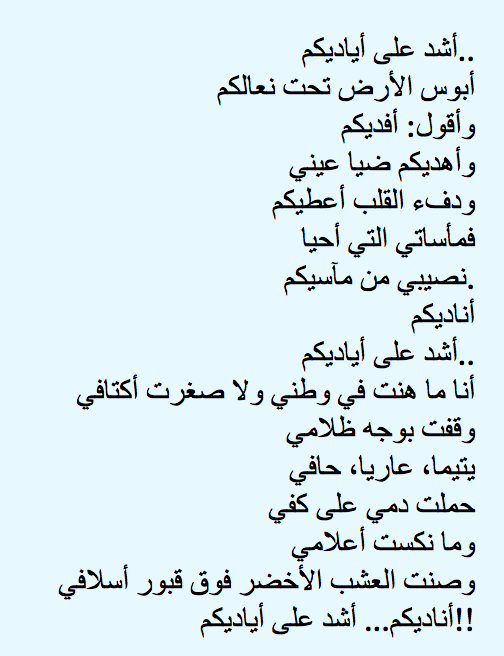 أشد على أياديكم..
أبوس الأرض تحت نعالكم
وأقول: أفديكم
وأهديكم ضيا عيني
ودفء القلب أعطيكم
فمأساتي التي أحيا
نصيبي من مآسيكم.
أناديكم
أشد على أياديكم..
أنا ما هنت في وطني ولا صغرت أكتافي
وقفت بوجه ظلامي
يتيما، عاريا، حافي
حملت دمي على كفي
وما نكست أعلامي
وصنت العشب الأخضر فوق قبور أسلافي
أناديكم... أشد على أياديكم!!